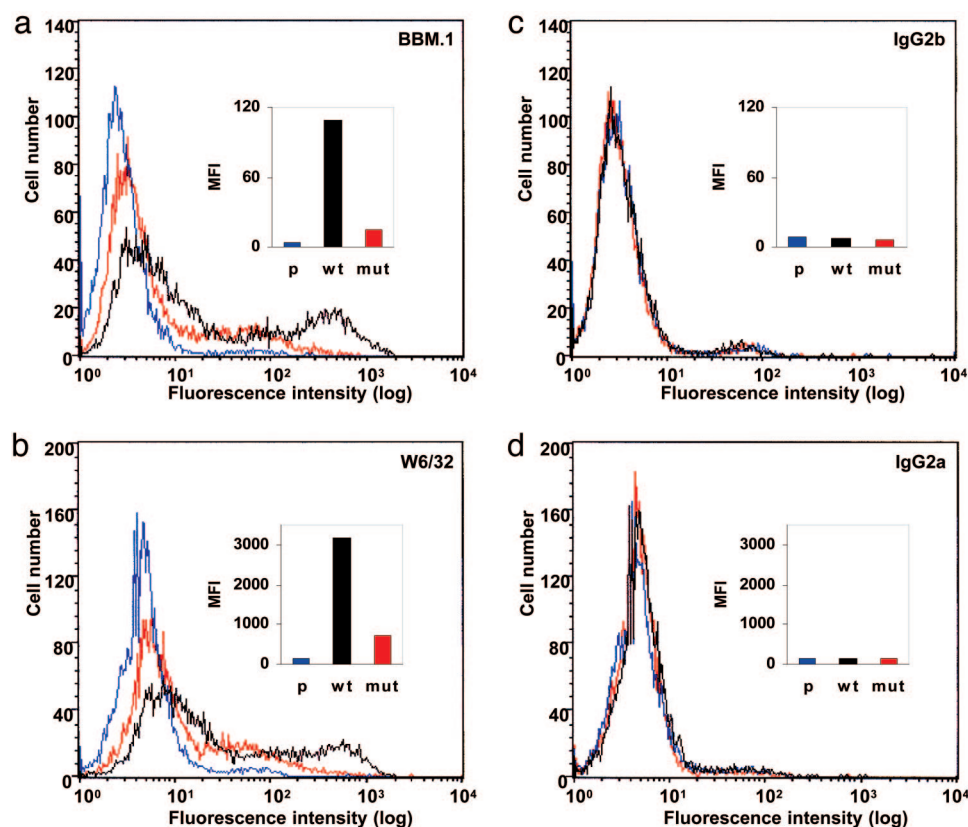 a
BBM.1
140
120
100
80
60
40
20
0
Cell number
120
60
0
MFI
p wt mut
10⁰ 10¹ 10² 10³ 10⁴
Fluorescence intensity (log)
c
IgG2b
140
120
100
80
60
40
20
0
Cell number
120
60
0
MFI
p wt mut
10⁰ 10¹ 10² 10³ 10⁴
Fluorescence intensity (log)
b
W6/32
200
160
120
80
40
0
Cell number
3000
2000
1000
0
MFI
p wt mut
10⁰ 10¹ 10² 10³ 10⁴
Fluorescence intensity (log)
d
IgG2a
200
160
120
80
40
0
Cell number
3000
2000
1000
0
MFI
p wt mut
10⁰ 10¹ 10² 10³ 10⁴
Fluorescence intensity (log)